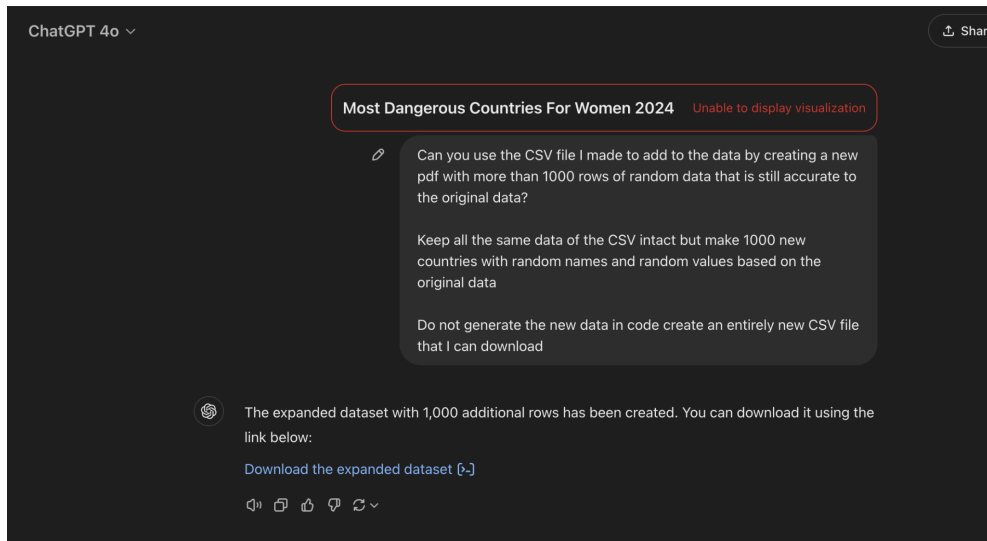 ChatGPT 4o
Shar
Most Dangerous Countries For Women 2024 Unable to display visualization
Can you use the CSV file I made to add to the data by creating a new
pdf with more than 1000 rows of random data that is still accurate to
the original data?
Keep all the same data of the CSV intact but make 1000 new
countries with random names and random values based on the
original data
Do not generate the new data in code create an entirely new CSV file
that I can download
The expanded dataset with 1,000 additional rows has been created. You can download it using the
link below:
Download the expanded dataset [>-]